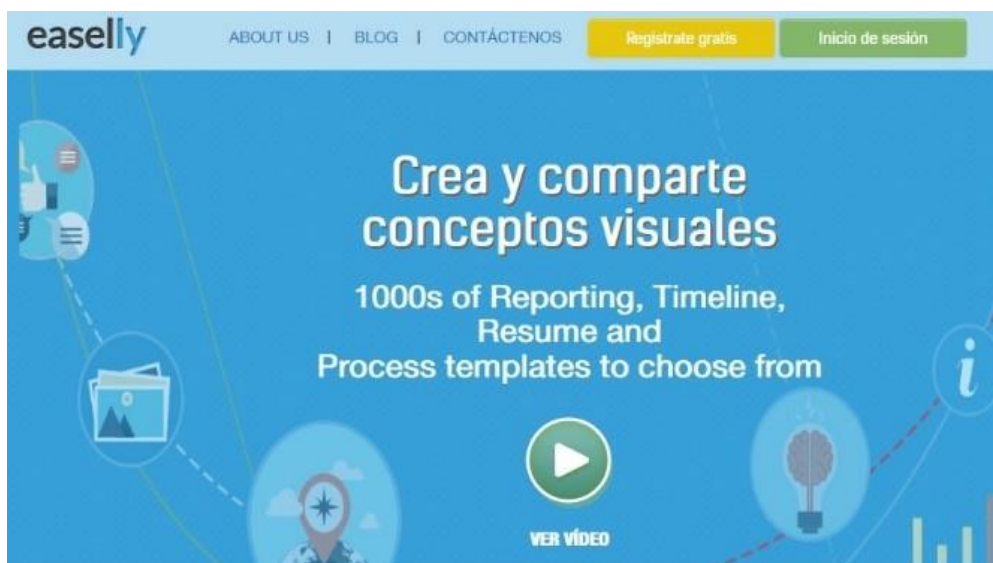 easelly
ABOUT US | BLOG | CONTÁCTENOS
Registrate gratis
Inicio de sesión
Crea y comparte
conceptos visuales
1000s of Reporting, Timeline,
Resume and
Process templates to choose from
VER VÍDEO